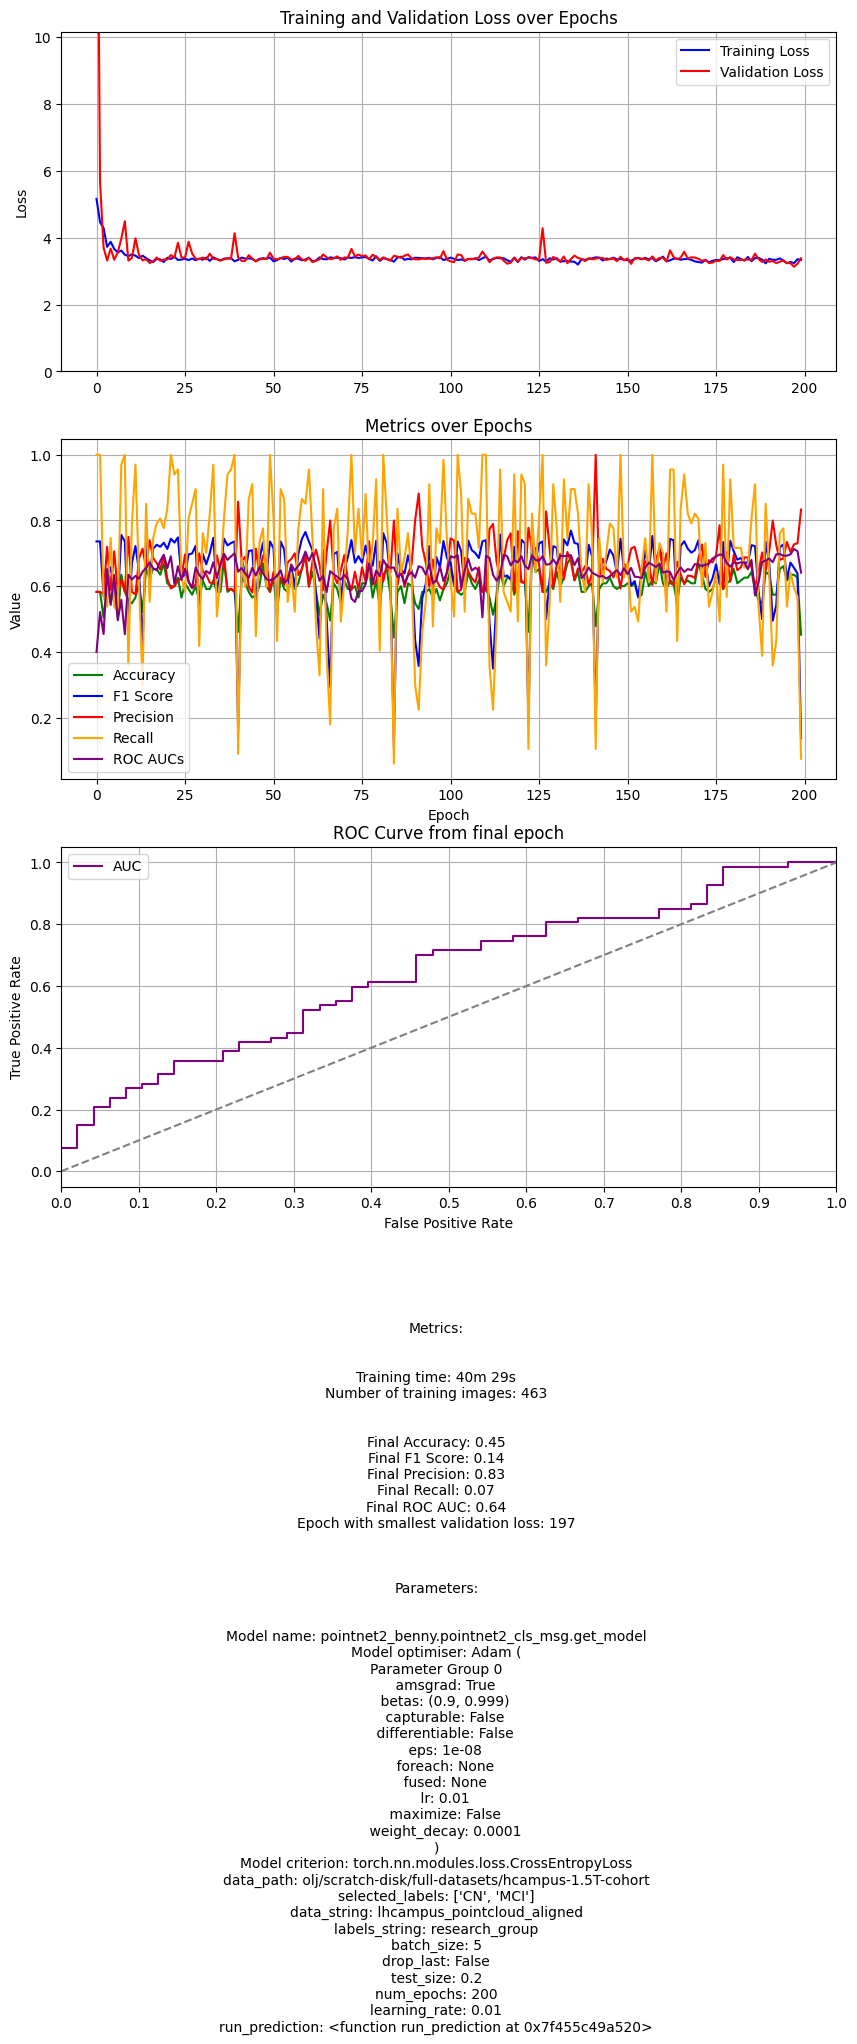 Training and Validation Loss over Epochs
10
8
6
4
2
0
Loss
Training Loss
Validation Loss
0 25 50 75 100 125 150 175 200
Metrics over Epochs
1.0
0.8
0.6
0.4
0.2
Value
Accuracy
F1 Score
Precision
Recall
ROC AUCs
0 25 50 75 100 125 150 175 200
Epoch
ROC Curve from final epoch
AUC
1.0
0.8
0.6
0.4
0.2
0.0
True Positive Rate
0.0 0.1 0.2 0.3 0.4 0.5 0.6 0.7 0.8 0.9 1.0
False Positive Rate
Metrics:
Training time: 40m 29s
Number of training images: 463
Final Accuracy: 0.45
Final F1 Score: 0.14
Final Precision: 0.83
Final Recall: 0.07
Final ROC AUC: 0.64
Epoch with smallest validation loss: 197
Parameters:
Model name: pointnet2_benny.pointnet2_cls_msg.get_model
Model optimiser: Adam (
Parameter Group 0
amsgrad: True
betas: (0.9, 0.999)
capturable: False
differentiable: False
eps: 1e-08
foreach: None
fused: None
lr: 0.01
maximize: False
weight_decay: 0.0001
)
Model criterion: torch.nn.modules.loss.CrossEntropyLoss
data_path: olj/scratch-disk/full-datasets/hcampus-1.5T-cohort
selected_labels: ['CN', 'MCI']
data_string: lhcampus_pointcloud_aligned
labels_string: research_group
batch_size: 5
drop_last: False
test_size: 0.2
num_epochs: 200
learning_rate: 0.01
run_prediction: <function run_prediction at 0x7f455c49a520>